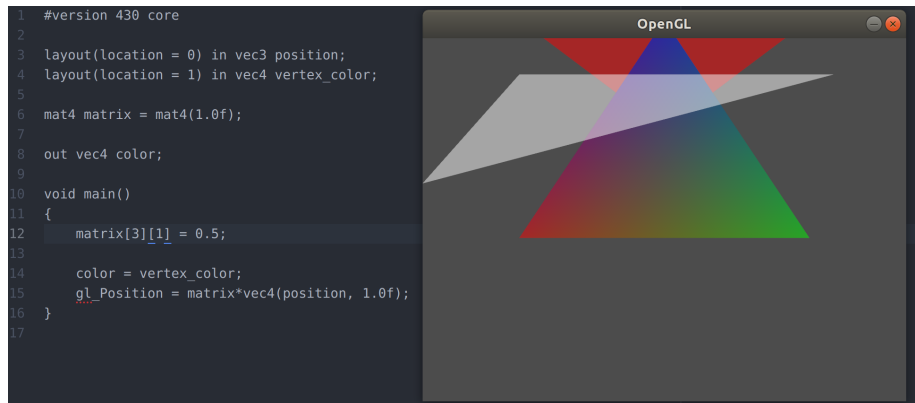 1 #version 430 core
2
3 layout(location = 0) in vec3 position;
4 layout(location = 1) in vec4 vertex_color;
5
6 mat4 matrix = mat4(1.0f);
7
8 out vec4 color;
9
10 void main()
11 {
12     matrix[3][1] = 0.5;
13
14     color = vertex_color;
15     gl_Position = matrix*vec4(position, 1.0f);
16 }
17
OpenGL